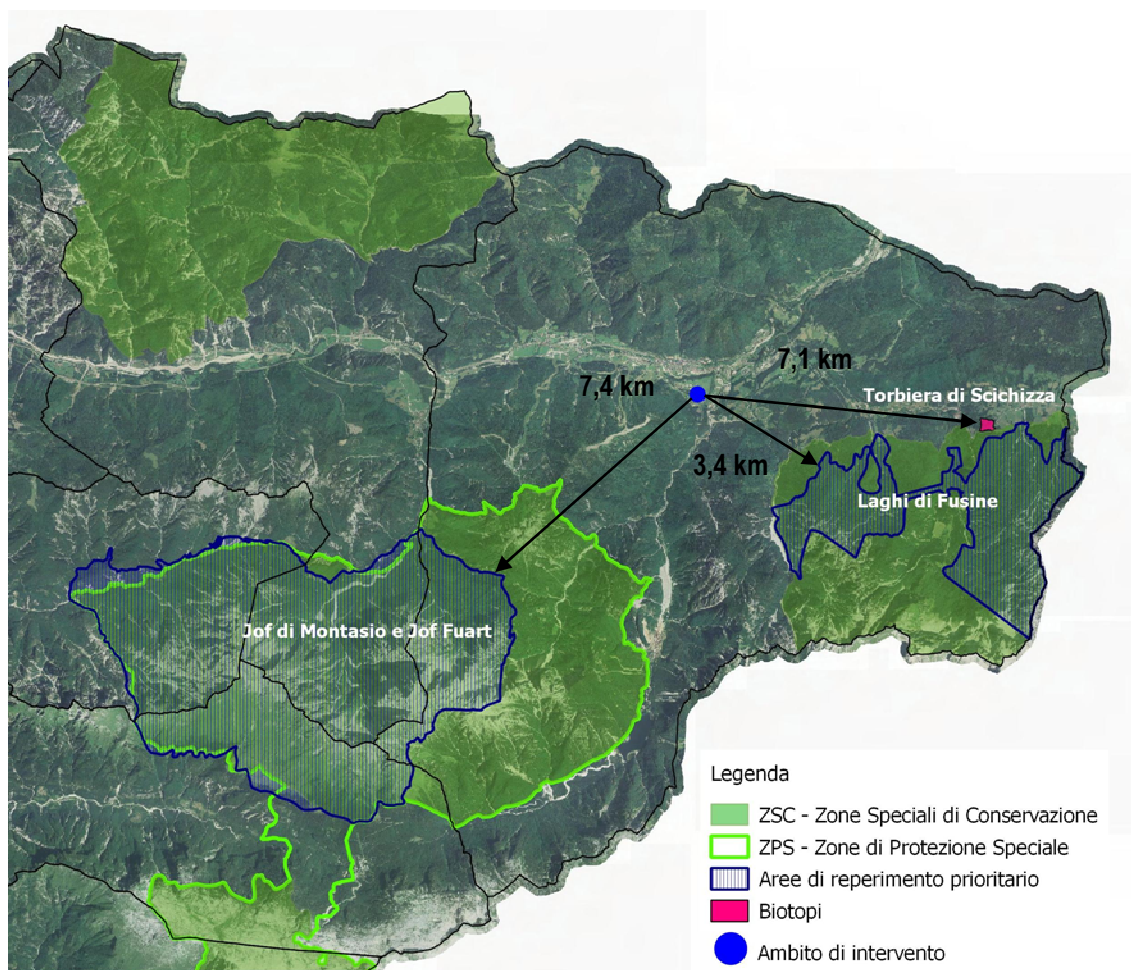 7,1 km
7,4 km
Torbiera di Scichizza
3,4 km
Laghi di Fusine
Jof di Montasio e Jof Fuart
Legenda
ZSC - Zone Speciali di Conservazione
ZPS - Zone di Protezione Speciale
Aree di reperimento prioritario
Biotopi
Ambito di intervento